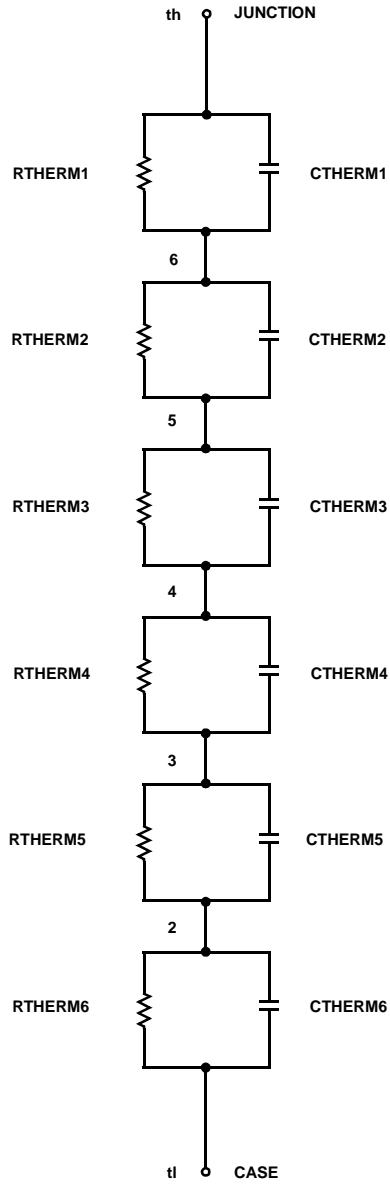 th JUNCTION
RTHERM1 CTHERM1
6
RTHERM2 CTHERM2
5
RTHERM3 CTHERM3
4
RTHERM4 CTHERM4
3
RTHERM5 CTHERM5
2
RTHERM6 CTHERM6
tl CASE